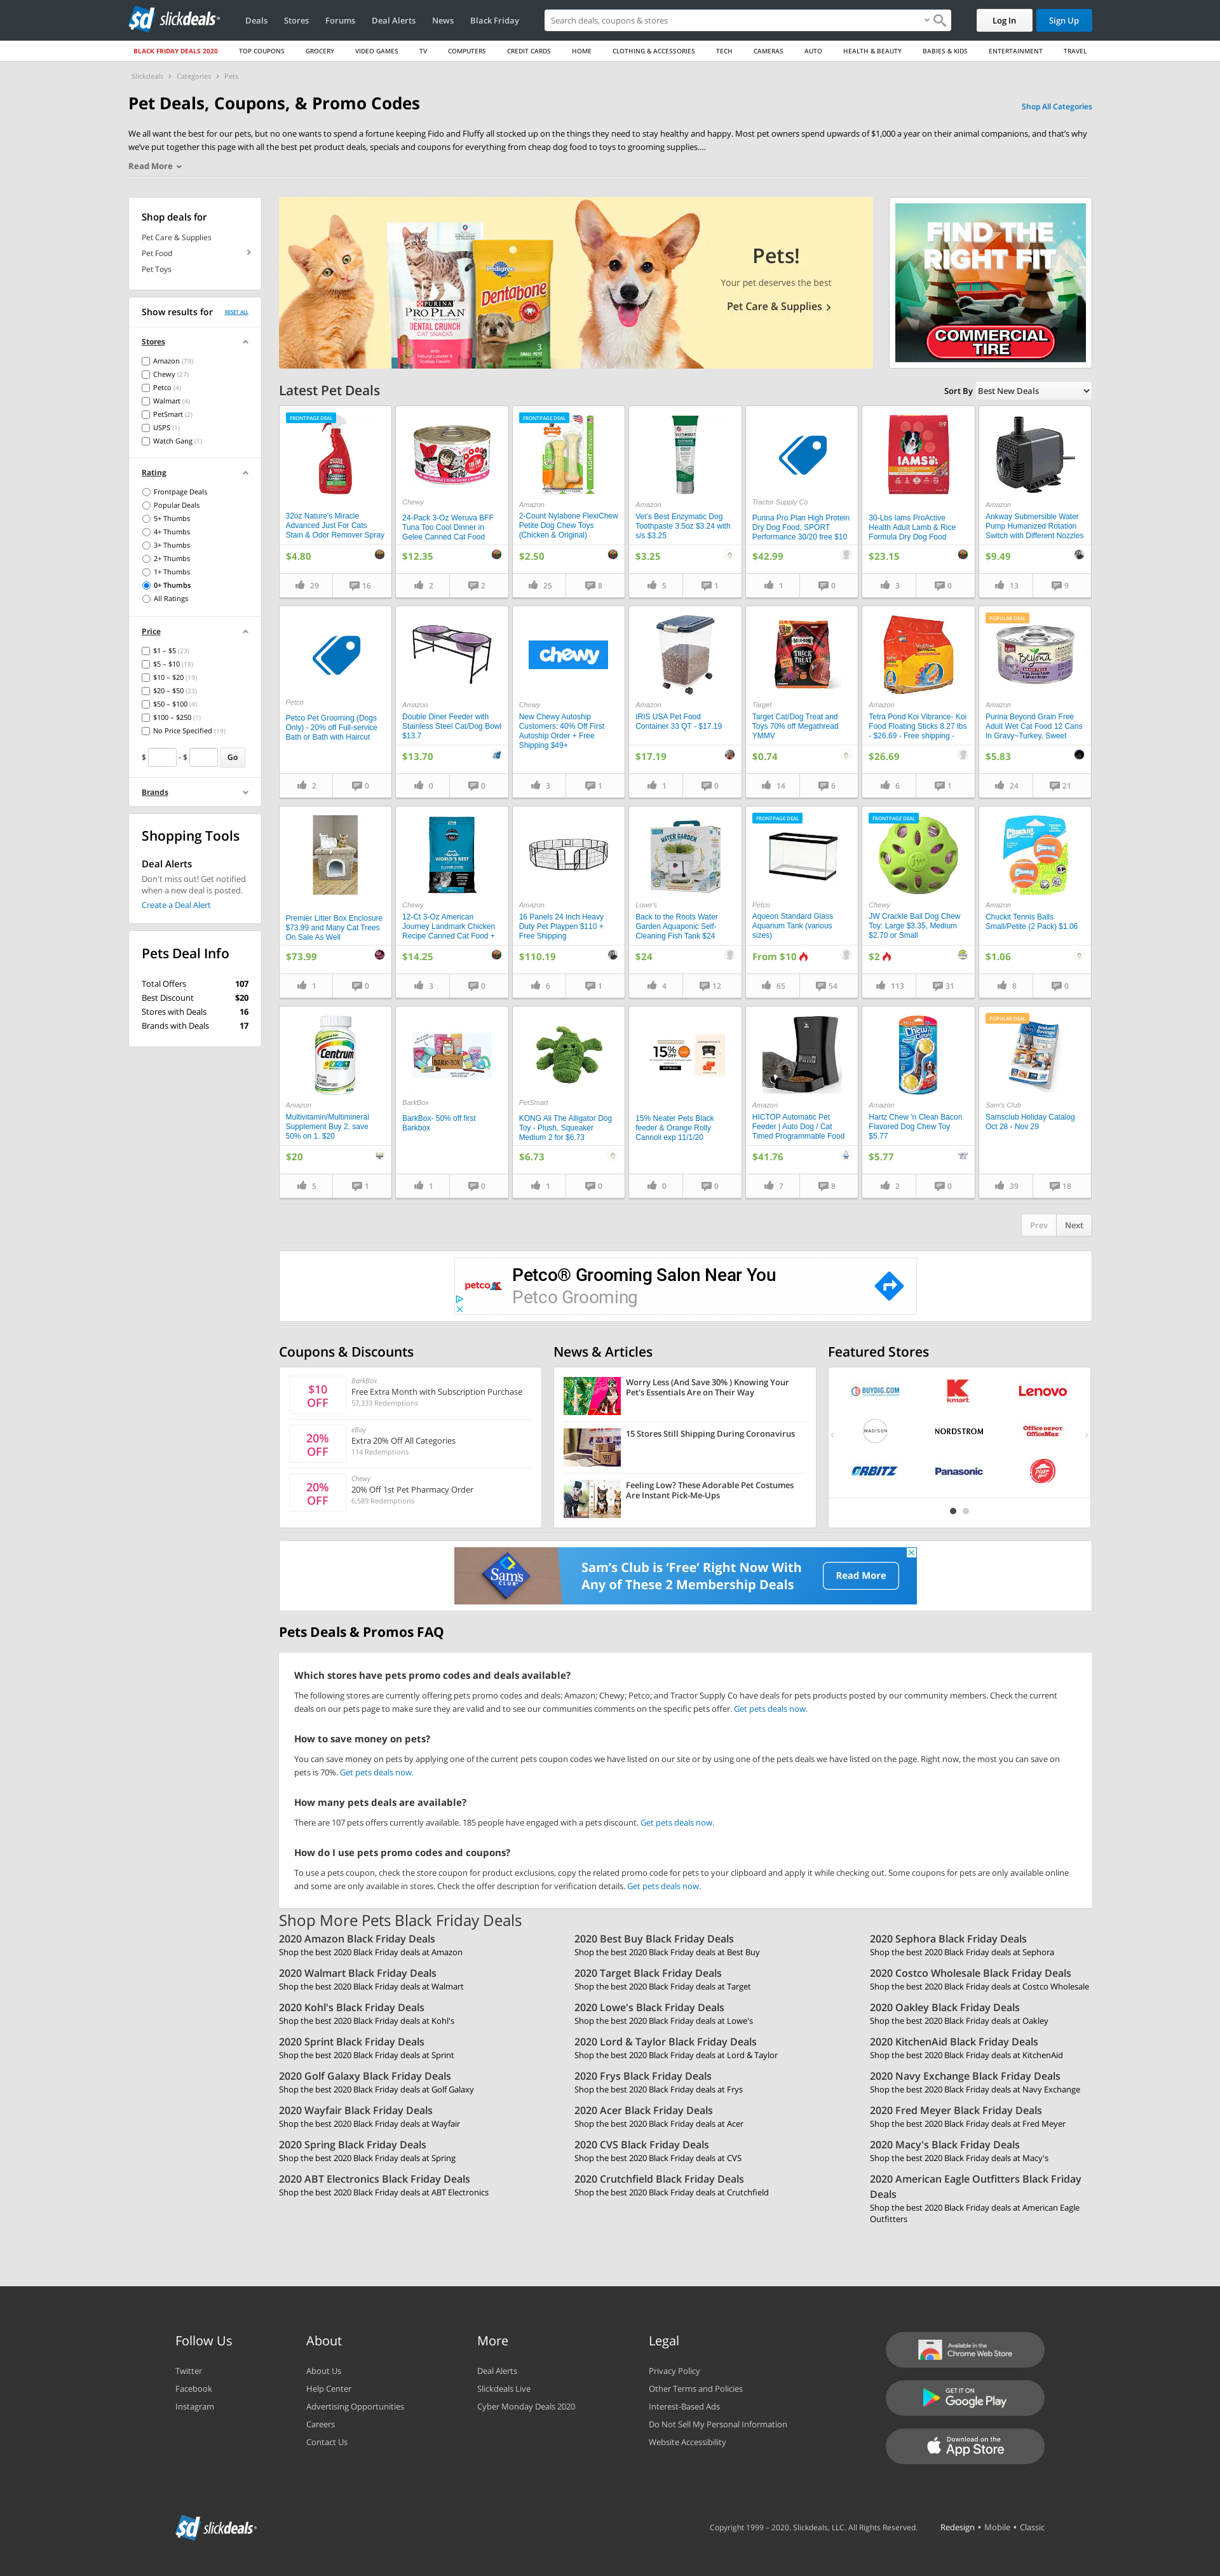 slickdeals
Deals
Stores
Forums
Deal Alerts
News
Black Friday
Search deals, coupons & stores
Log In
Sign Up
BLACK FRIDAY DEALS 2020
TOP COUPONS
GROCERY
VIDEO GAMES
TV
COMPUTERS
CREDIT CARDS
HOME
CLOTHING & ACCESSORIES
TECH
CAMERAS
AUTO
HEALTH & BEAUTY
BABIES & KIDS
ENTERTAINMENT
TRAVEL
Slickdeals › Categories › Pets
Pet Deals, Coupons, & Promo Codes
Shop All Categories
We all want the best for our pets, but no one wants to spend a fortune keeping Fido and Fluffy all stocked up on the things they need to stay healthy and happy. Most pet owners spend upwards of $1,000 a year on their animal companions, and that's why
we've put together this page with all the best pet product deals, specials and coupons for everything from cheap dog food to toys to grooming supplies....
Read More
Shop deals for
Pet Care & Supplies
Pet Food
Pet Toys
Show results for
RESET ALL
Stores
Amazon (79)
Chewy (27)
Petco (4)
Walmart (4)
PetSmart (2)
USPS (1)
Watch Gang (1)
Rating
Frontpage Deals
Popular Deals
5+ Thumbs
4+ Thumbs
3+ Thumbs
2+ Thumbs
1+ Thumbs
0+ Thumbs
All Ratings
Price
$1 – $5 (23)
$5 – $10 (18)
$10 – $20 (19)
$20 – $50 (23)
$50 – $100 (4)
$100 – $250 (1)
No Price Specified (19)
$ - $ Go
Brands
Shopping Tools
Deal Alerts
Don't miss out! Get notified
when a new deal is posted.
Create a Deal Alert
Pets Deal Info
Total Offers 107
Best Discount $20
Stores with Deals 16
Brands with Deals 17
PURINA
PRO PLAN
DENTAL CRUNCH
CAT SNACKS
Pedigree
Dentabone
Pets!
Your pet deserves the best
Pet Care & Supplies
FIND THE
RIGHT FIT
COMMERCIAL
TIRE
Latest Pet Deals
Sort By Best New Deals
FRONTPAGE DEAL
32oz Nature's Miracle
Advanced Just For Cats
Stain & Odor Remover Spray
$4.80
29 16
Chewy
24-Pack 3-Oz Weruva BFF
Tuna Too Cool Dinner in
Gelee Canned Cat Food
$12.35
2 2
FRONTPAGE DEAL
Amazon
2-Count Nylabone FlexiChew
Petite Dog Chew Toys
(Chicken & Original)
$2.50
25 8
Amazon
Vet's Best Enzymatic Dog
Toothpaste 3.5oz $3.24 with
s/s $3.25
$3.25
5 1
Tractor Supply Co
Purina Pro Plan High Protein
Dry Dog Food, SPORT
Performance 30/20 free $10
$42.99
1 0
IAMS
30-Lbs Iams ProActive
Health Adult Lamb & Rice
Formula Dry Dog Food
$23.15
3 0
Amazon
Ankway Submersible Water
Pump Humanized Rotation
Switch with Different Nozzles
$9.49
13 9
Petco
Petco Pet Grooming (Dogs
Only) - 20% off Full-service
Bath or Bath with Haircut
2 0
Amazon
Double Diner Feeder with
Stainless Steel Cat/Dog Bowl
$13.7
$13.70
0 0
chewy
Chewy
New Chewy Autoship
Customers: 40% Off First
Autoship Order + Free
Shipping $49+
3 1
Amazon
IRIS USA Pet Food
Container 33 QT - $17.19
$17.19
1 0
TRICK TREAT
Target
Target Cat/Dog Treat and
Toys 70% off Megathread
YMMV
$0.74
14 6
Amazon
Tetra Pond Koi Vibrance- Koi
Food Floating Sticks 8.27 lbs
- $26.69 - Free shipping -
$26.69
6 1
POPULAR DEAL
Beyond
Amazon
Purina Beyond Grain Free
Adult Wet Cat Food 12 Cans
In Gravy~Turkey, Sweet
$5.83
24 21
Premier Litter Box Enclosure
$73.99 and Many Cat Trees
On Sale As Well
$73.99
1 0
WORLD'S BEST
Chewy
12-Ct 3-Oz American
Journey Landmark Chicken
Recipe Canned Cat Food +
$14.25
3 0
Amazon
16 Panels 24 Inch Heavy
Duty Pet Playpen $110 +
Free Shipping
$110.19
6 1
WATER GARDEN
Lowe's
Back to the Roots Water
Garden Aquaponic Self-
Cleaning Fish Tank $24
$24
4 12
FRONTPAGE DEAL
Petco
Aqueon Standard Glass
Aquarium Tank (various
sizes)
From $10
65 54
FRONTPAGE DEAL
Chewy
JW Crackle Ball Dog Chew
Toy: Large $3.35, Medium
$2.70 or Small
$2
113 31
Chuckit!
Amazon
Chuckit Tennis Balls
Small/Petite (2 Pack) $1.06
$1.06
8 0
Centrum
Amazon
Multivitamin/Multimineral
Supplement Buy 2, save
50% on 1. $20
$20
5 1
BARKBOX
BarkBox
BarkBox- 50% off first
Barkbox
1 0
PetSmart
KONG Ali The Alligator Dog
Toy - Plush, Squeaker
Medium 2 for $6.73
$6.73
1 0
15% OFF
15% Neater Pets Black
feeder & Orange Rolly
Cannoli exp 11/1/20
0 0
Amazon
HICTOP Automatic Pet
Feeder | Auto Dog / Cat
Timed Programmable Food
$41.76
7 8
Amazon
Hartz Chew 'n Clean Bacon
Flavored Dog Chew Toy
$5.77
$5.77
2 0
POPULAR DEAL
Instant
Savings
Sam's Club
Samsclub Holiday Catalog
Oct 28 - Nov 29
39 18
Prev Next
petco
Petco® Grooming Salon Near You
Petco Grooming
Coupons & Discounts
$10
OFF
BarkBox
Free Extra Month with Subscription Purchase
57,333 Redemptions
20%
OFF
eBay
Extra 20% Off All Categories
114 Redemptions
20%
OFF
Chewy
20% Off 1st Pet Pharmacy Order
6,589 Redemptions
News & Articles
Worry Less (And Save 30% ) Knowing Your
Pet's Essentials Are on Their Way
15 Stores Still Shipping During Coronavirus
Feeling Low? These Adorable Pet Costumes
Are Instant Pick-Me-Ups
Featured Stores
BUYDIG.COM
kmart
Lenovo
MADISON
NORDSTROM
Office DEPOT
OfficeMax
ORBITZ
Panasonic
Sam's
CLUB
Sam's Club is 'Free' Right Now With
Any of These 2 Membership Deals
Read More
Pets Deals & Promos FAQ
Which stores have pets promo codes and deals available?
The following stores are currently offering pets promo codes and deals: Amazon; Chewy; Petco; and Tractor Supply Co have deals for pets products posted by our community members. Check the current
deals on our pets page to make sure they are valid and to see our communities comments on the specific pets offer. Get pets deals now.
How to save money on pets?
You can save money on pets by applying one of the current pets coupon codes we have listed on our site or by using one of the pets deals we have listed on the page. Right now, the most you can save on
pets is 70%. Get pets deals now.
How many pets deals are available?
There are 107 pets offers currently available. 185 people have engaged with a pets discount. Get pets deals now.
How do I use pets promo codes and coupons?
To use a pets coupon, check the store coupon for product exclusions, copy the related promo code for pets to your clipboard and apply it while checking out. Some coupons for pets are only available online
and some are only available in stores. Check the offer description for verification details. Get pets deals now.
Shop More Pets Black Friday Deals
2020 Amazon Black Friday Deals
Shop the best 2020 Black Friday deals at Amazon
2020 Best Buy Black Friday Deals
Shop the best 2020 Black Friday deals at Best Buy
2020 Sephora Black Friday Deals
Shop the best 2020 Black Friday deals at Sephora
2020 Walmart Black Friday Deals
Shop the best 2020 Black Friday deals at Walmart
2020 Target Black Friday Deals
Shop the best 2020 Black Friday deals at Target
2020 Costco Wholesale Black Friday Deals
Shop the best 2020 Black Friday deals at Costco Wholesale
2020 Kohl's Black Friday Deals
Shop the best 2020 Black Friday deals at Kohl's
2020 Lowe's Black Friday Deals
Shop the best 2020 Black Friday deals at Lowe's
2020 Oakley Black Friday Deals
Shop the best 2020 Black Friday deals at Oakley
2020 Sprint Black Friday Deals
Shop the best 2020 Black Friday deals at Sprint
2020 Lord & Taylor Black Friday Deals
Shop the best 2020 Black Friday deals at Lord & Taylor
2020 KitchenAid Black Friday Deals
Shop the best 2020 Black Friday deals at KitchenAid
2020 Golf Galaxy Black Friday Deals
Shop the best 2020 Black Friday deals at Golf Galaxy
2020 Frys Black Friday Deals
Shop the best 2020 Black Friday deals at Frys
2020 Navy Exchange Black Friday Deals
Shop the best 2020 Black Friday deals at Navy Exchange
2020 Wayfair Black Friday Deals
Shop the best 2020 Black Friday deals at Wayfair
2020 Acer Black Friday Deals
Shop the best 2020 Black Friday deals at Acer
2020 Fred Meyer Black Friday Deals
Shop the best 2020 Black Friday deals at Fred Meyer
2020 Spring Black Friday Deals
Shop the best 2020 Black Friday deals at Spring
2020 CVS Black Friday Deals
Shop the best 2020 Black Friday deals at CVS
2020 Macy's Black Friday Deals
Shop the best 2020 Black Friday deals at Macy's
2020 ABT Electronics Black Friday Deals
Shop the best 2020 Black Friday deals at ABT Electronics
2020 Crutchfield Black Friday Deals
Shop the best 2020 Black Friday deals at Crutchfield
2020 American Eagle Outfitters Black Friday
Deals
Shop the best 2020 Black Friday deals at American Eagle
Outfitters
Follow Us
Twitter
Facebook
Instagram
About
About Us
Help Center
Advertising Opportunities
Careers
Contact Us
More
Deal Alerts
Slickdeals Live
Cyber Monday Deals 2020
Legal
Privacy Policy
Other Terms and Policies
Interest-Based Ads
Do Not Sell My Personal Information
Website Accessibility
Available in the
Chrome Web Store
GET IT ON
Google Play
Download on the
App Store
slickdeals
Copyright 1999 – 2020. Slickdeals, LLC. All Rights Reserved.
Redesign • Mobile • Classic